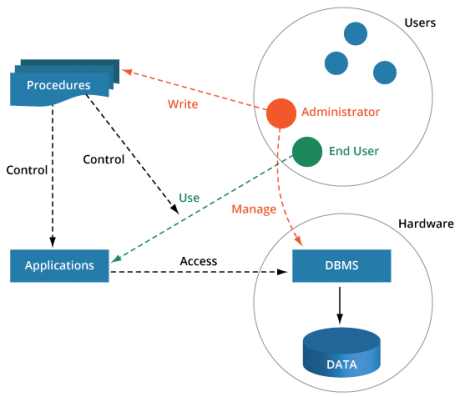 Users
Procedures
Write
Administrator
Control
Control
End User
Use
Manage
Hardware
Applications
Access
DBMS
DATA